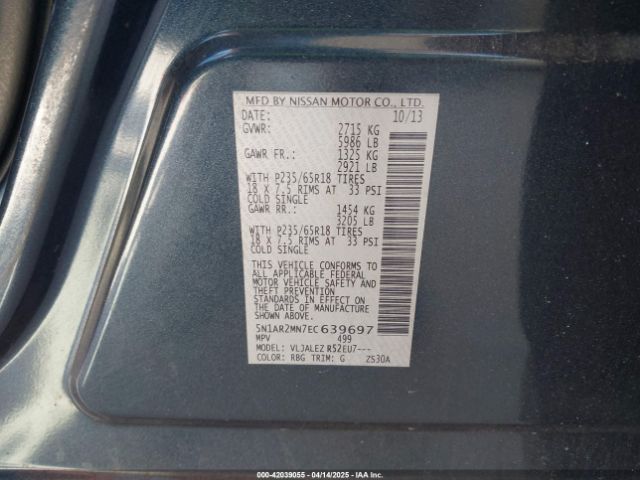 MFD BY NISSAN MOTOR CO., LTD.
DATE: 10/13
GVWR: 2715 KG
5986 LB
GAWR FR.: 1325 KG
2921 LB
WITH P235/65R18 TIRES
18 X 7.5 RIMS AT 33 PSI
COLD SINGLE
GAWR RR.: 1454 KG
3205 LB
WITH P235/65R18 TIRES
18 X 7.5 RIMS AT 33 PSI
COLD SINGLE
THIS VEHICLE CONFORMS TO
ALL APPLICABLE FEDERAL
MOTOR VEHICLE SAFETY AND
THEFT PREVENTION
STANDARDS IN EFFECT ON
THE DATE OF MANUFACTURE
SHOWN ABOVE.
5N1AR2MN7EC639697
MPV 499
MODEL: VLJALEZ R52EU7---
COLOR: RBG TRIM: G ZS30A
000-42039055 | 04/14/2025 | IAA Inc.